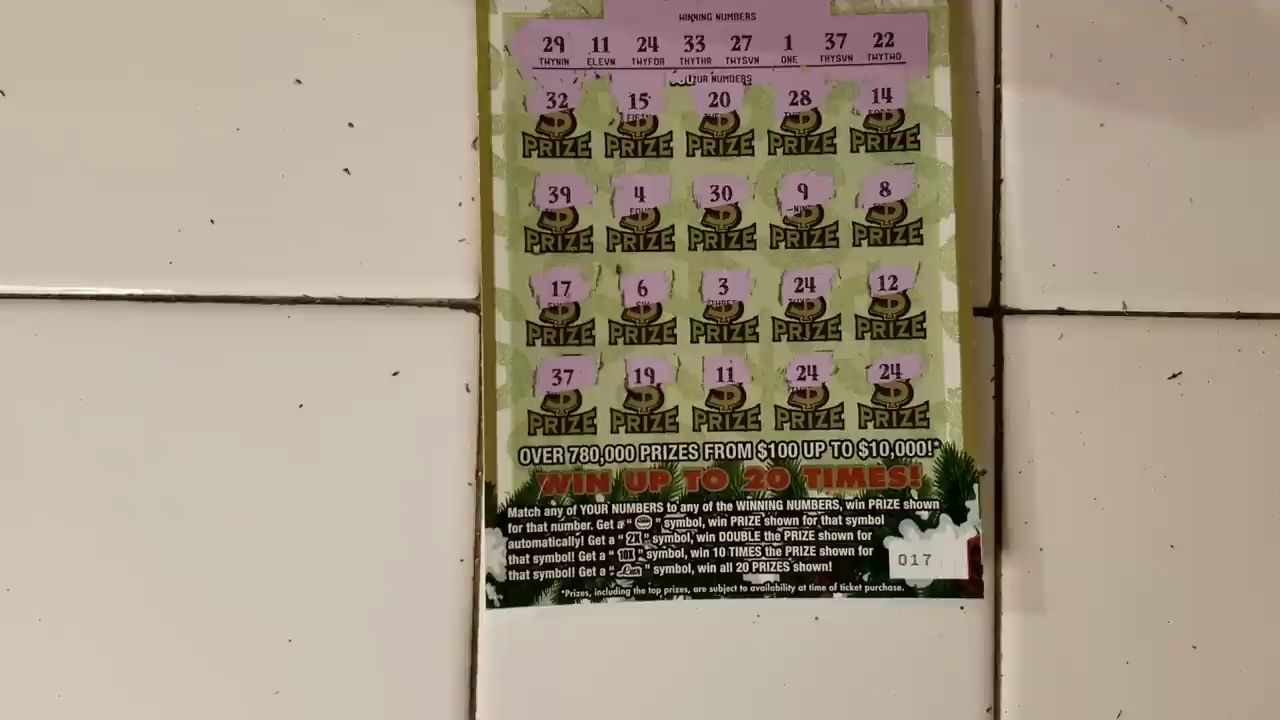 WINNING NUMBERS
29 11 24 33 27 1 37 22
THYNIN ELEVN TWYFOR THYTHR TWYSVN ONE THYSVN TWYTWO
YOUR NUMBERS
32 15 20 28 14
PRIZE PRIZE PRIZE PRIZE PRIZE
39 4 30 9 8
PRIZE PRIZE PRIZE PRIZE PRIZE
17 6 3 24 12
PRIZE PRIZE PRIZE PRIZE PRIZE
37 19 11 24 24
PRIZE PRIZE PRIZE PRIZE PRIZE
OVER 780,000 PRIZES FROM $100 UP TO $10,000!*
WIN UP TO 20 TIMES!
Match any of YOUR NUMBERS to any of the WINNING NUMBERS, win PRIZE shown
for that number. Get a " " symbol, win PRIZE shown for that symbol
automatically! Get a "2X" symbol, win DOUBLE the PRIZE shown for
that symbol! Get a "10X" symbol, win 10 TIMES the PRIZE shown for
that symbol! Get a " " symbol, win all 20 PRIZES shown!
017
*Prizes, including the top prizes, are subject to availability at time of ticket purchase.